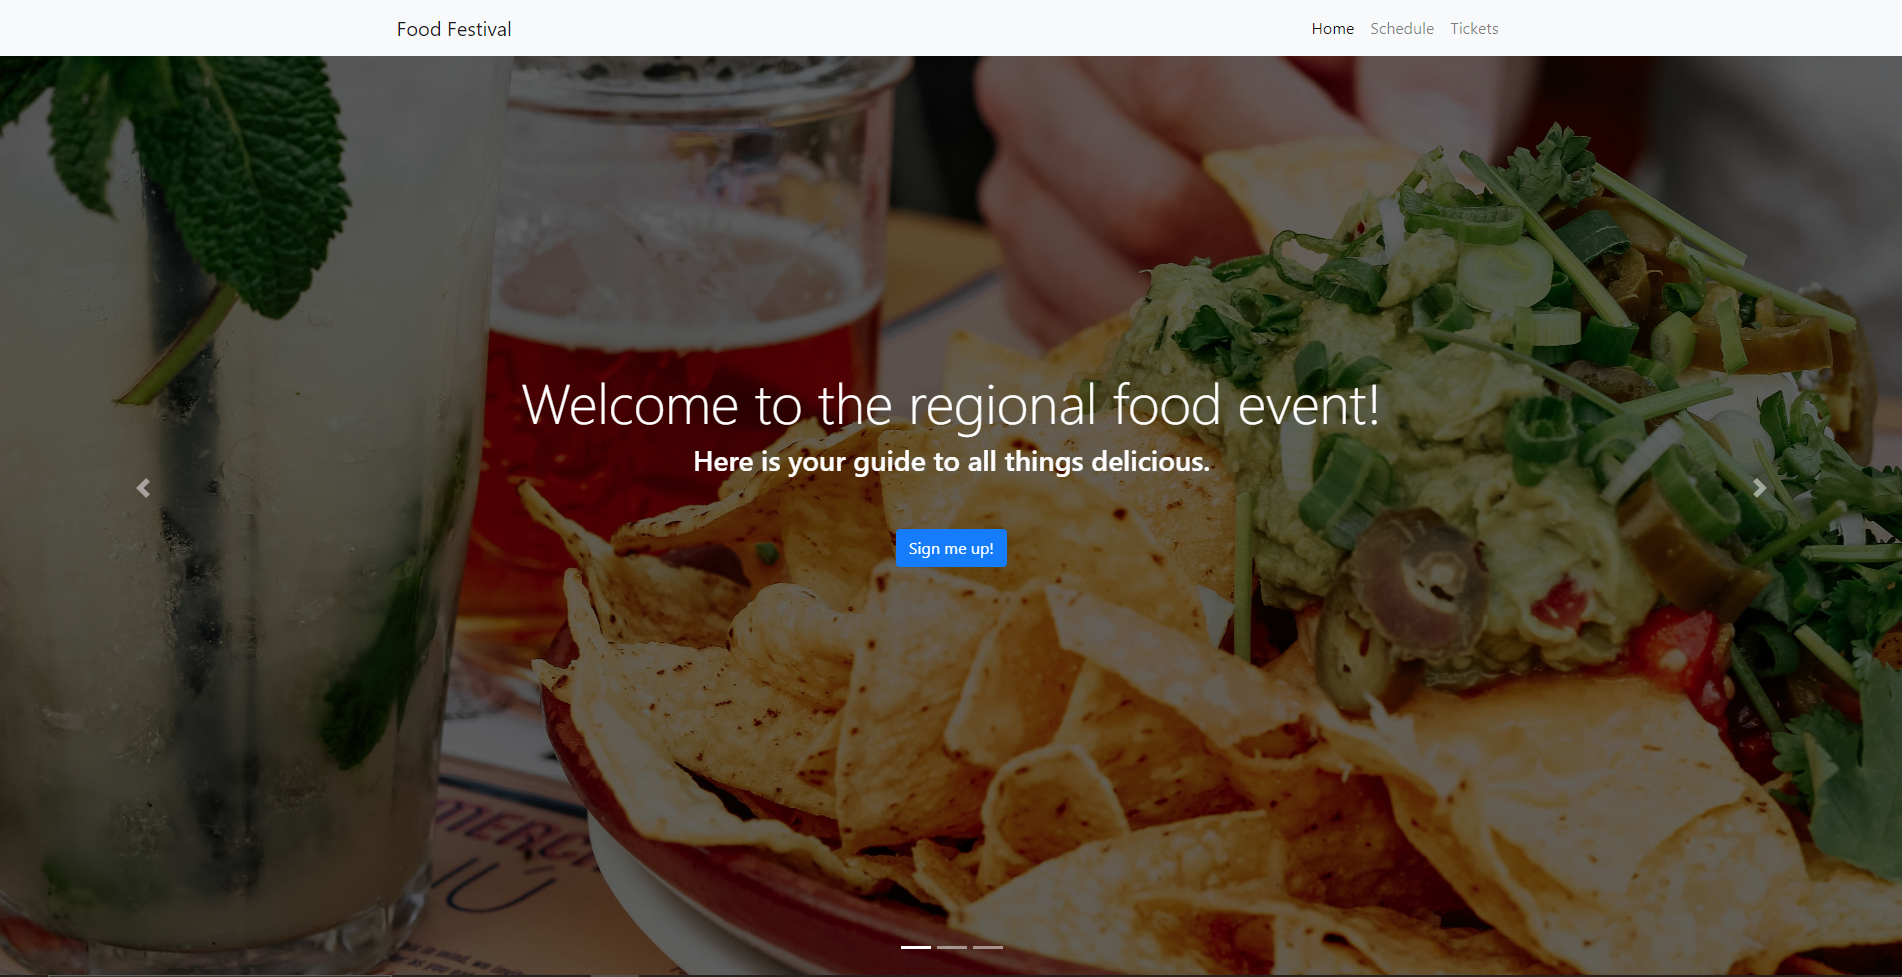 Food Festival
Home Schedule Tickets
Welcome to the regional food event!
Here is your guide to all things delicious.
Sign me up!